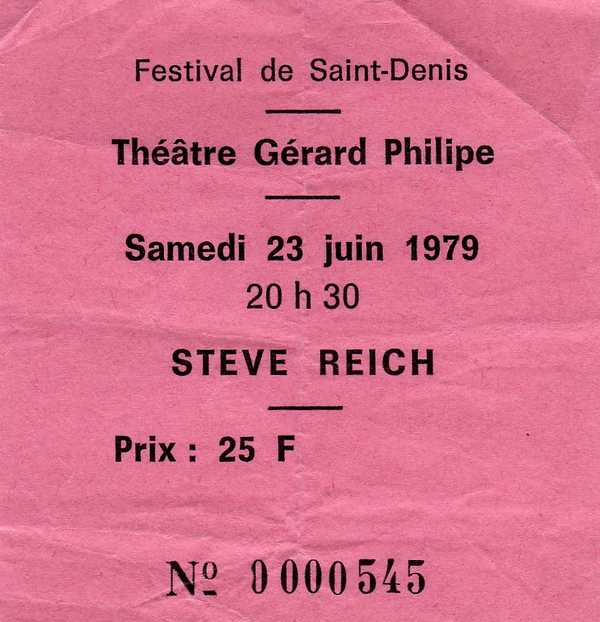 Festival de Saint-Denis
Théâtre Gérard Philipe
Samedi 23 juin 1979
20 h 30
STEVE REICH
Prix : 25 F
Nº 0000545